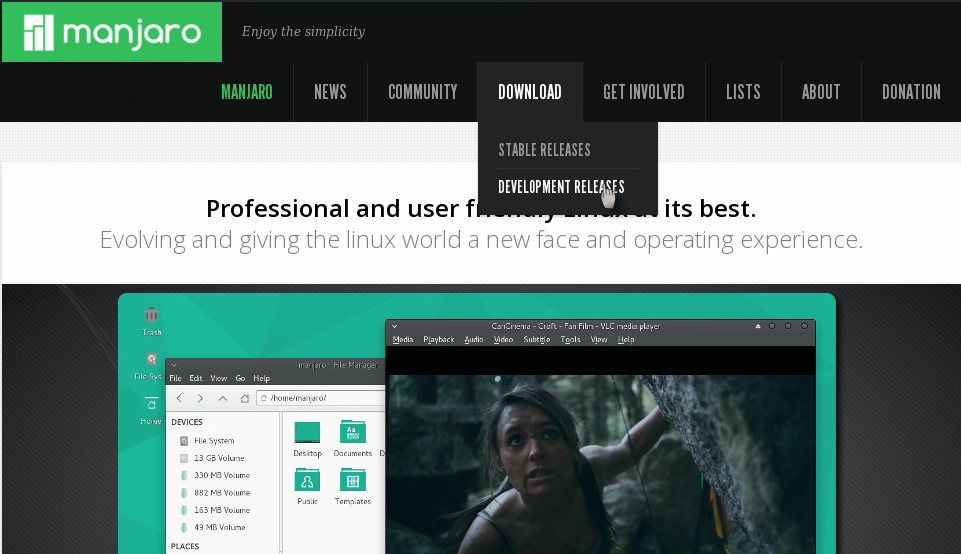 manjaro
Enjoy the simplicity
MANJARO NEWS COMMUNITY DOWNLOAD GET INVOLVED LISTS ABOUT DONATION
STABLE RELEASES
DEVELOPMENT RELEASES
Professional and user friendly Linux at its best.
Evolving and giving the linux world a new face and operating experience.
Trash
File Sys
Home
manjaro - File Manager
File Edit View Go Help
/home/manjaro/
DEVICES
File System
13 GB Volume
330 MB Volume
882 MB Volume
163 MB Volume
49 MB Volume
PLACES
Desktop Documents D
Public Templates
CanCinema - Croft - Fan Film - VLC media player
Media Playback Audio Video Subtitle Tools View Help